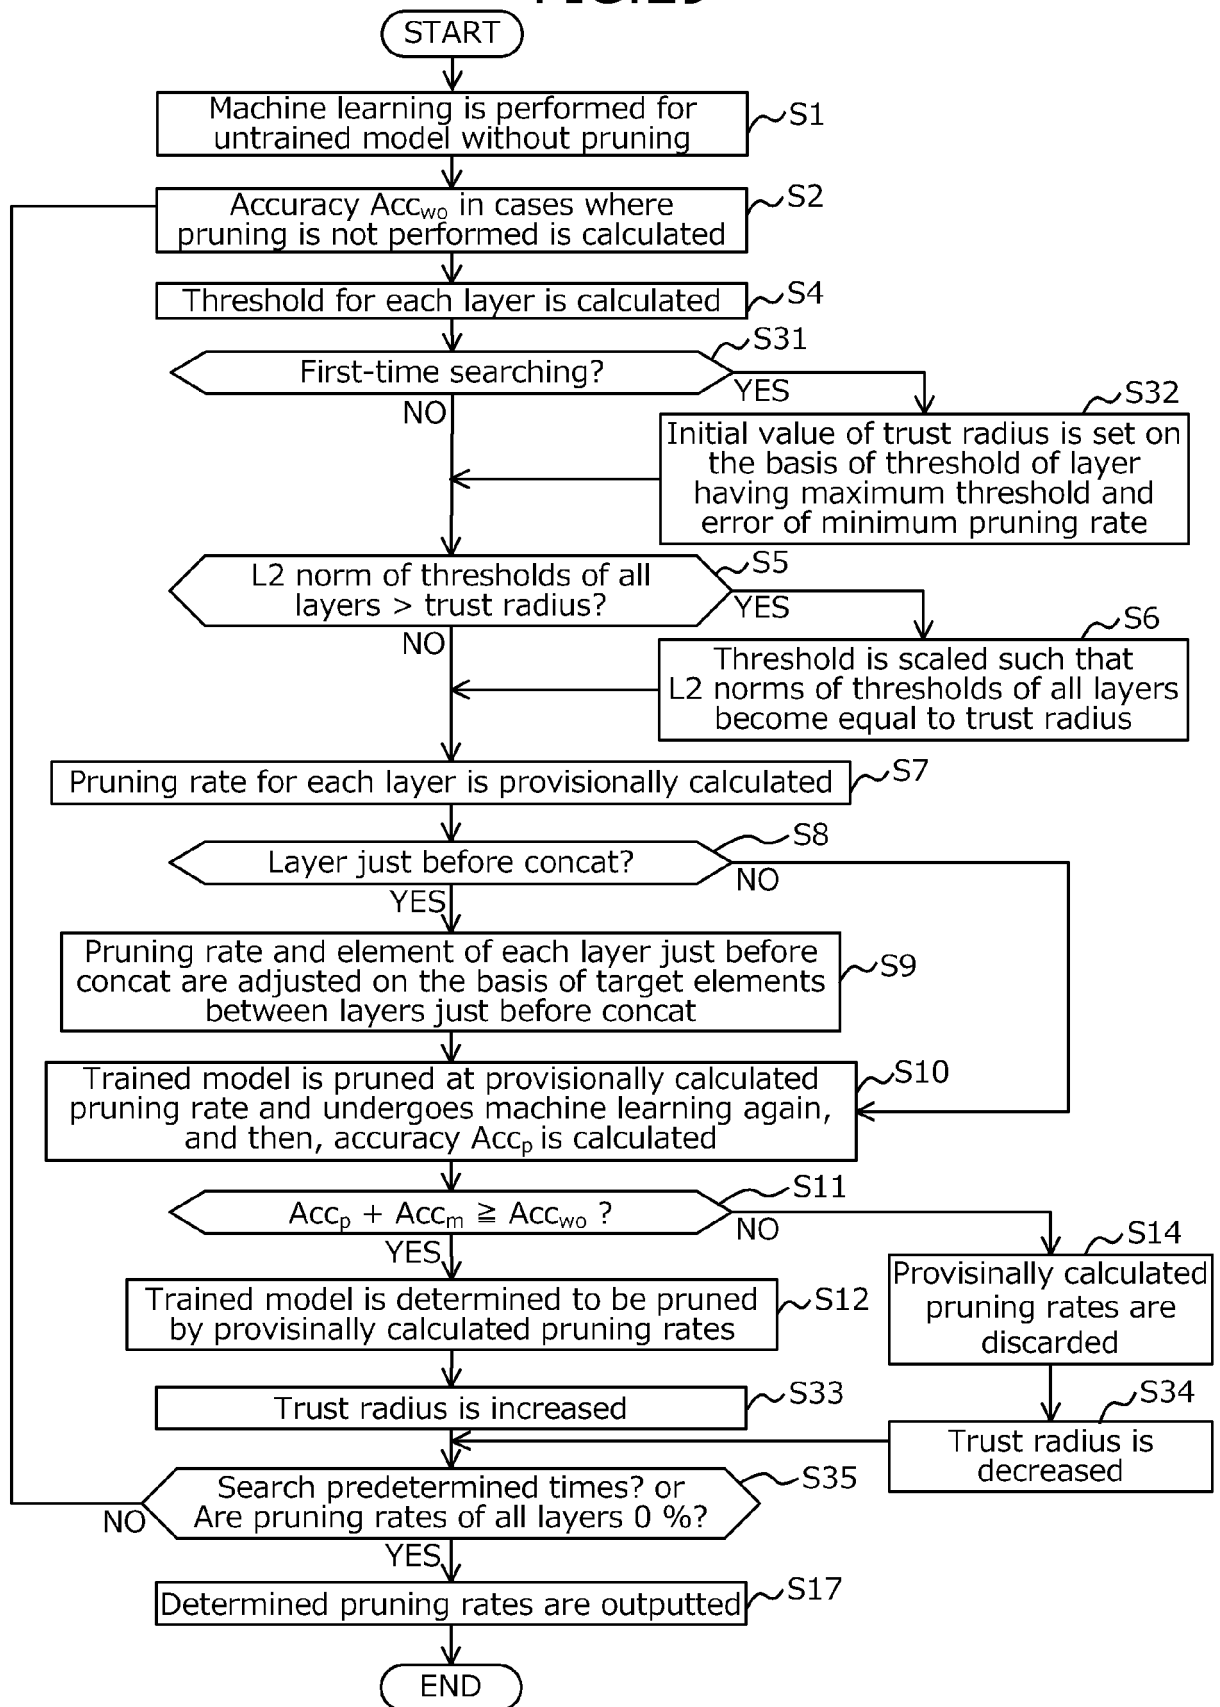 START
Machine learning is performed for
untrained model without pruning
S1
Accuracy Accwo in cases where
pruning is not performed is calculated
S2
Threshold for each layer is calculated
S4
First-time searching?
S31
YES
NO
S32
Initial value of trust radius is set on
the basis of threshold of layer
having maximum threshold and
error of minimum pruning rate
L2 norm of thresholds of all
layers > trust radius?
S5
YES
NO
S6
Threshold is scaled such that
L2 norms of thresholds of all layers
become equal to trust radius
Pruning rate for each layer is provisionally calculated
S7
Layer just before concat?
S8
NO
YES
Pruning rate and element of each layer just before
concat are adjusted on the basis of target elements
between layers just before concat
S9
Trained model is pruned at provisionally calculated
pruning rate and undergoes machine learning again,
and then, accuracy Accp is calculated
S10
Accp + Accm ≧ Accwo ?
S11
NO
YES
S14
Provisinally calculated
pruning rates are
discarded
Trained model is determined to be pruned
by provisinally calculated pruning rates
S12
Trust radius is increased
S33
S34
Trust radius is
decreased
Search predetermined times? or
Are pruning rates of all layers 0 %?
S35
NO
YES
Determined pruning rates are outputted
S17
END